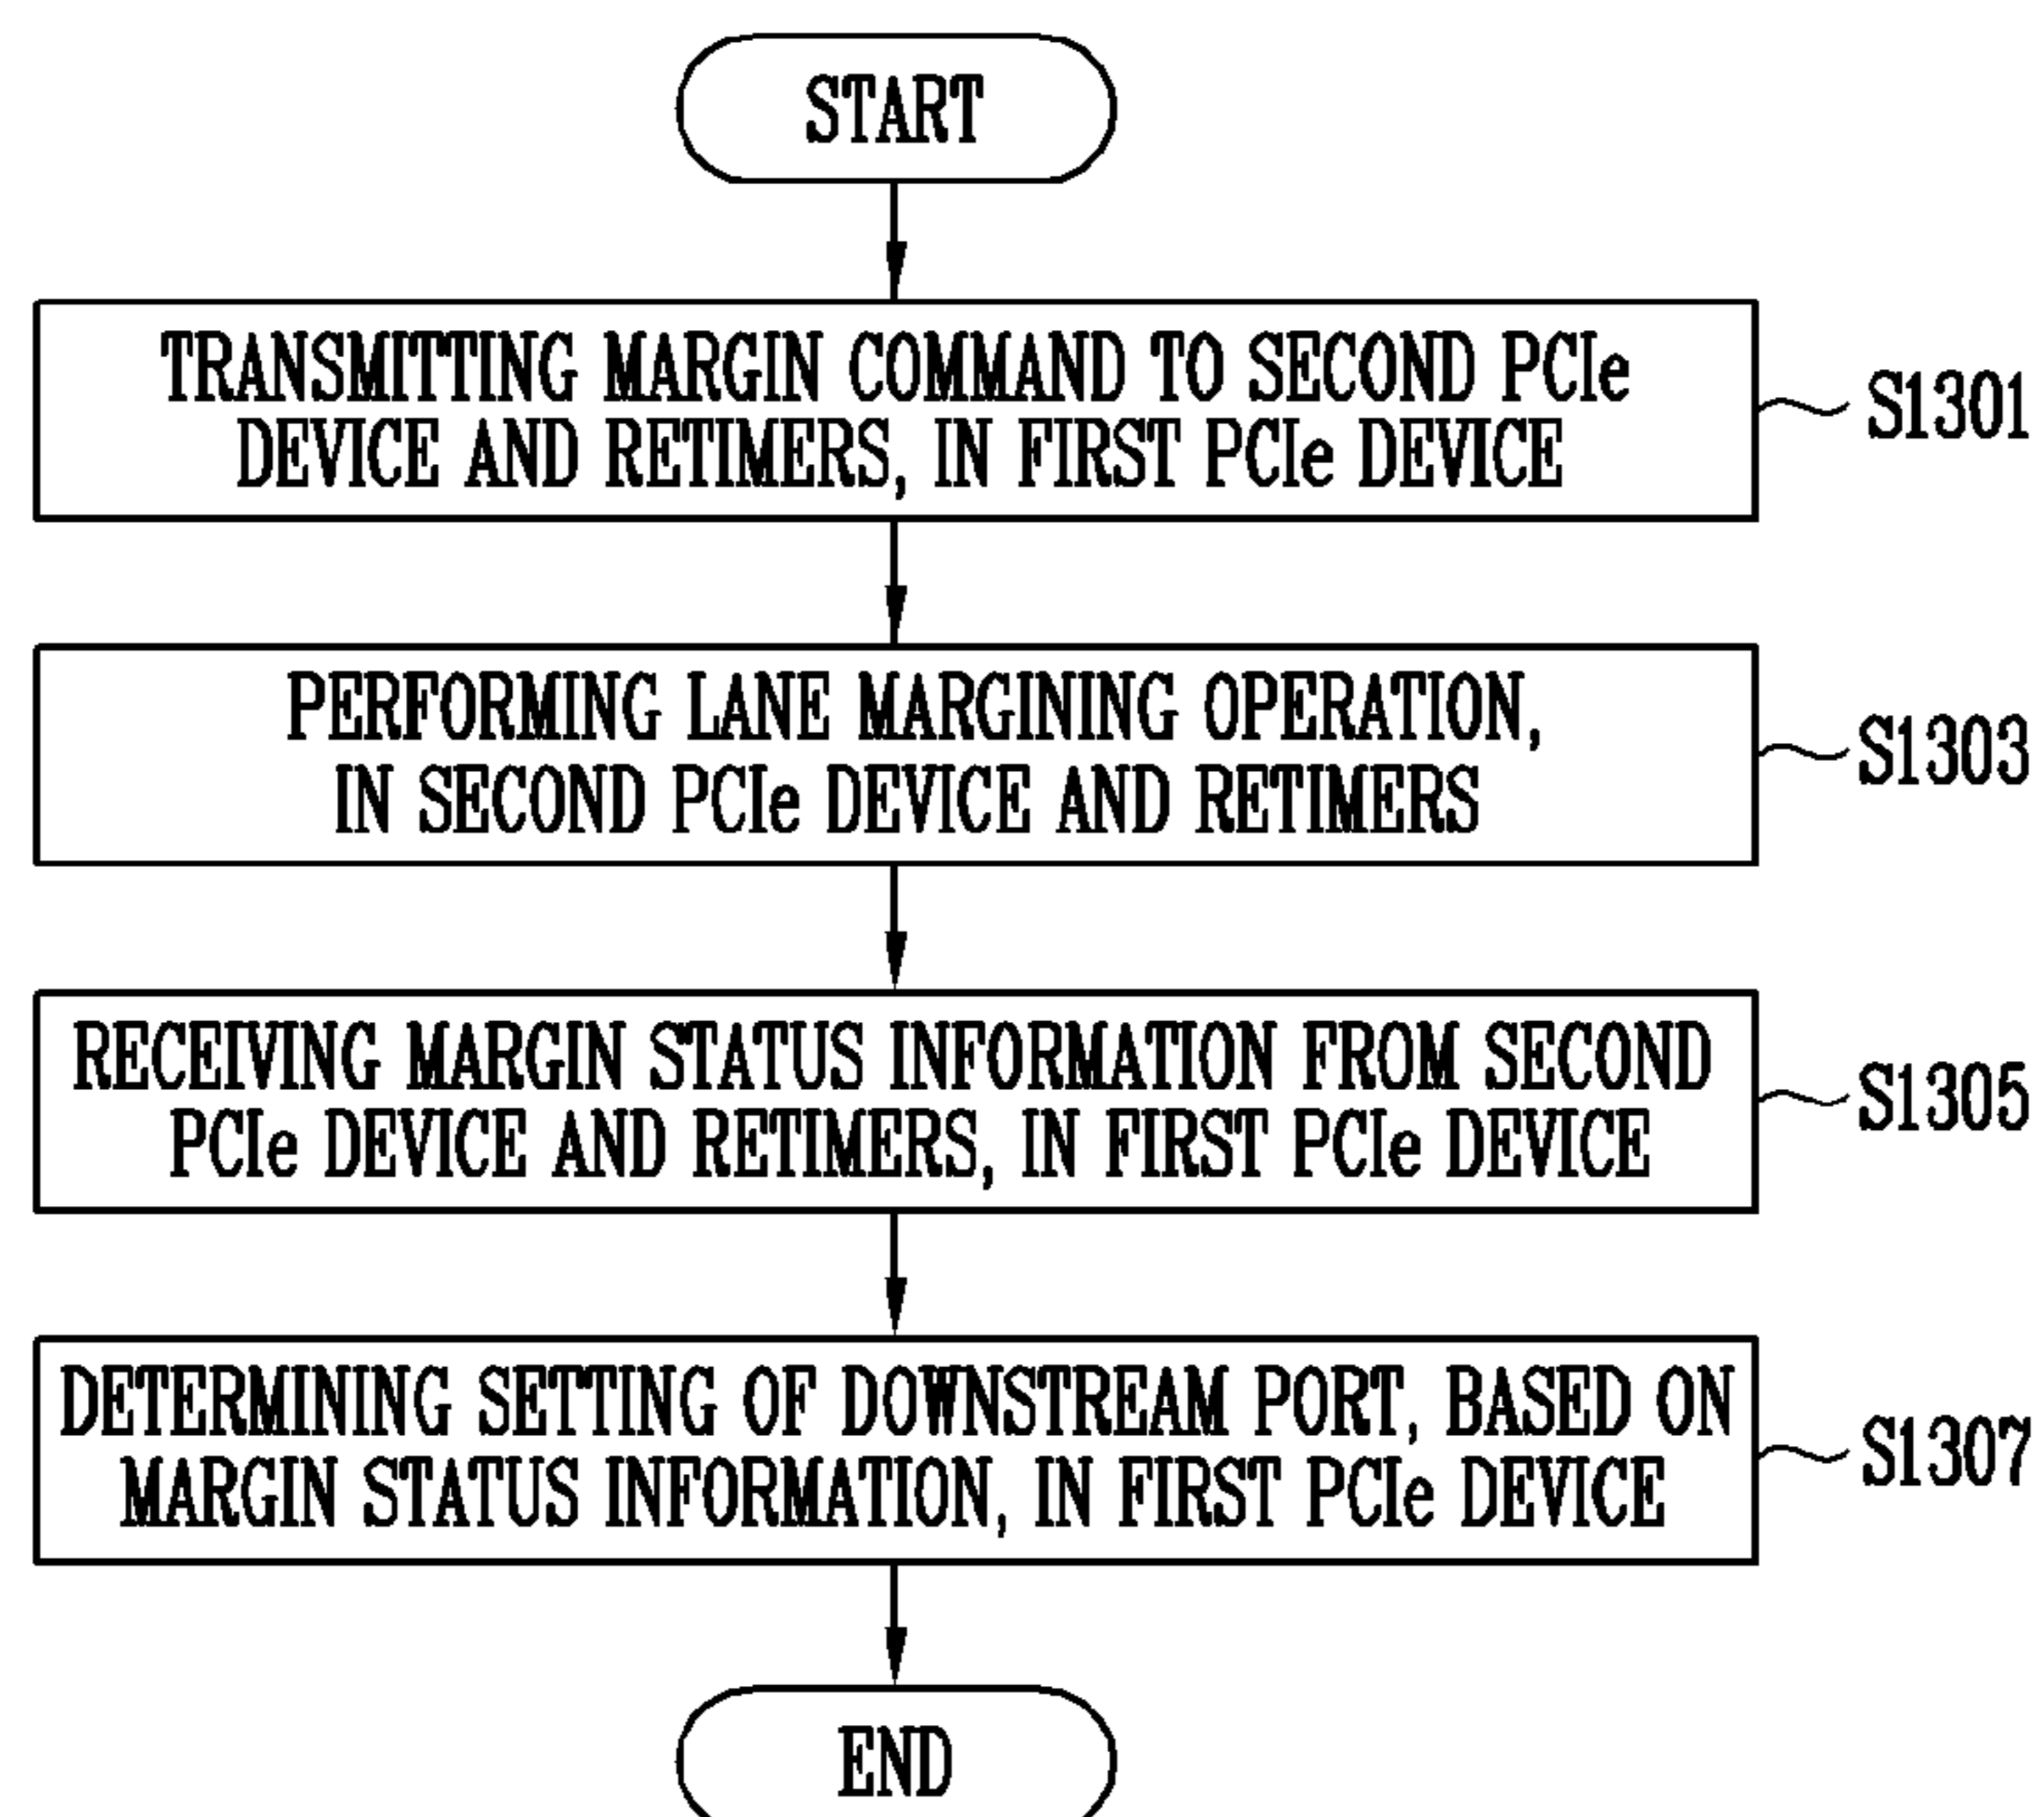 START
TRANSMITTING MARGIN COMMAND TO SECOND PCIe
DEVICE AND RETIMERS, IN FIRST PCIe DEVICE
S1301
PERFORMING LANE MARGINING OPERATION,
IN SECOND PCIe DEVICE AND RETIMERS
S1303
RECEIVING MARGIN STATUS INFORMATION FROM SECOND
PCIe DEVICE AND RETIMERS, IN FIRST PCIe DEVICE
S1305
DETERMINING SETTING OF DOWNSTREAM PORT, BASED ON
MARGIN STATUS INFORMATION, IN FIRST PCIe DEVICE
S1307
END